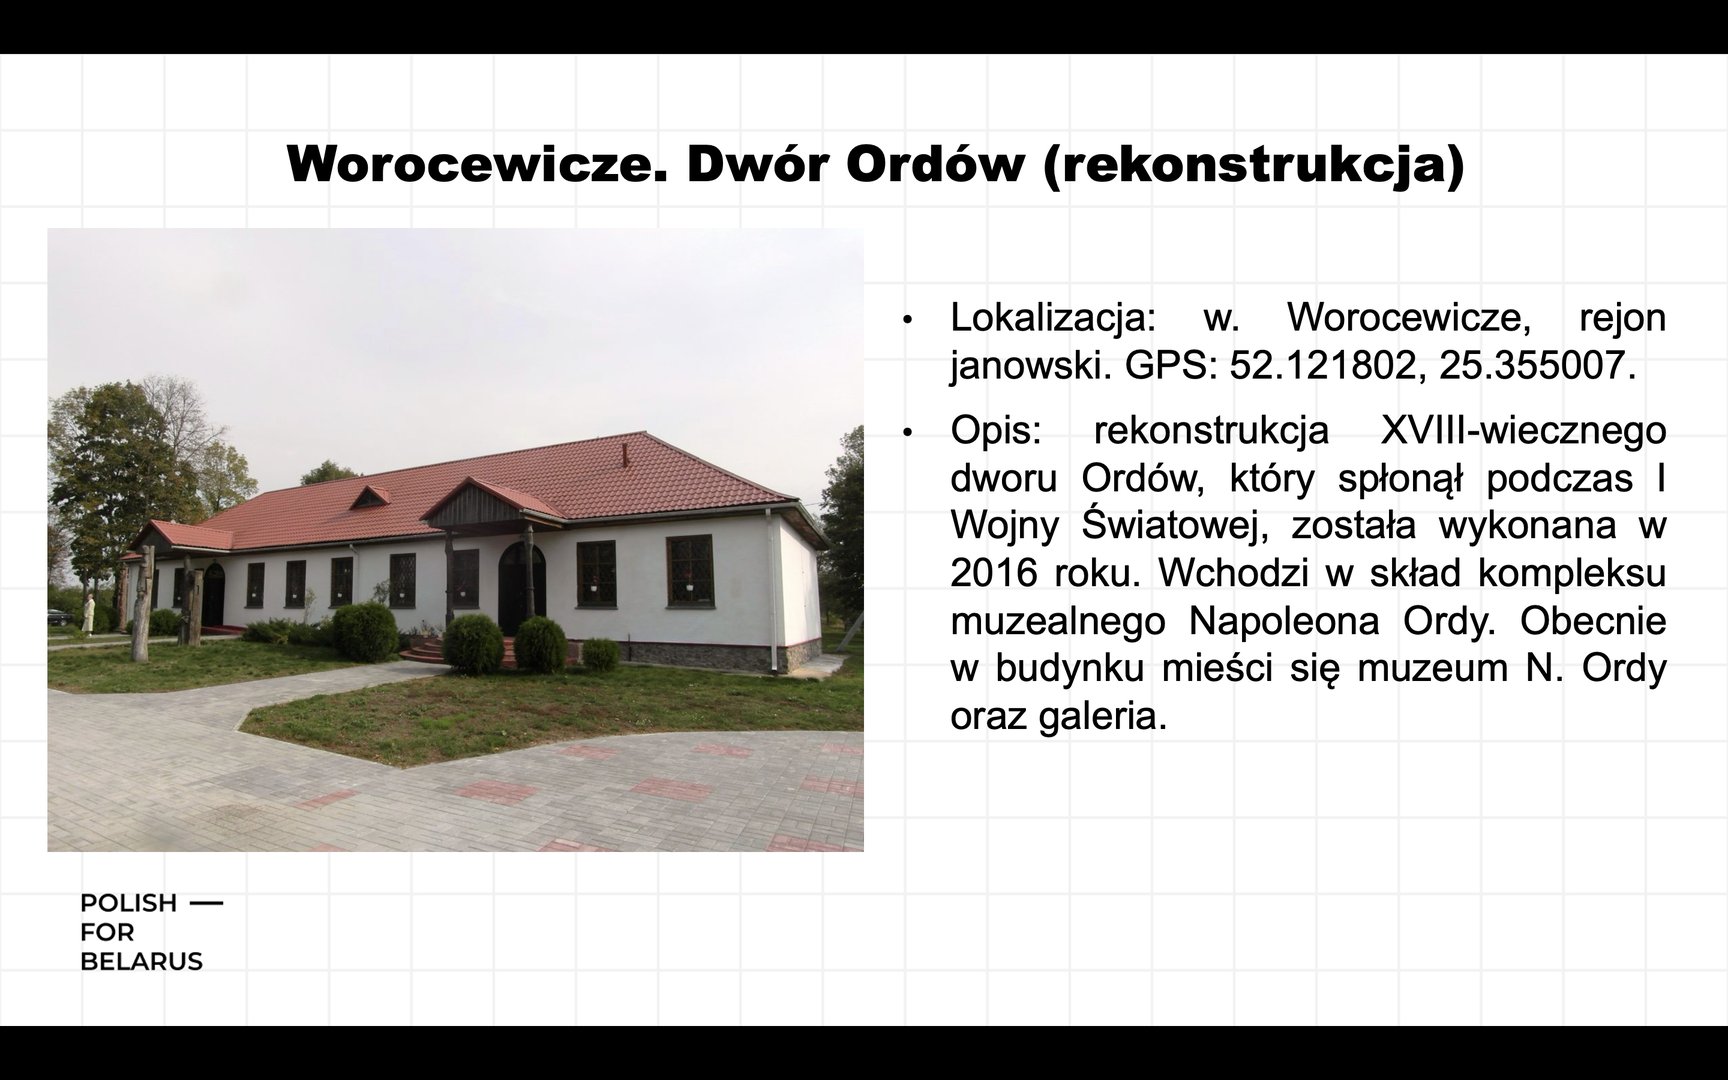 Worocewicze. Dwór Ordów (rekonstrukcja)
• Lokalizacja: w. Worocewicze, rejon
janowski. GPS: 52.121802, 25.355007.
• Opis: rekonstrukcja XVIII-wiecznego
dworu Ordów, który spłonął podczas I
Wojny Światowej, została wykonana w
2016 roku. Wchodzi w skład kompleksu
muzealnego Napoleona Ordy. Obecnie
w budynku mieści się muzeum N. Ordy
oraz galeria.
POLISH —
FOR
BELARUS